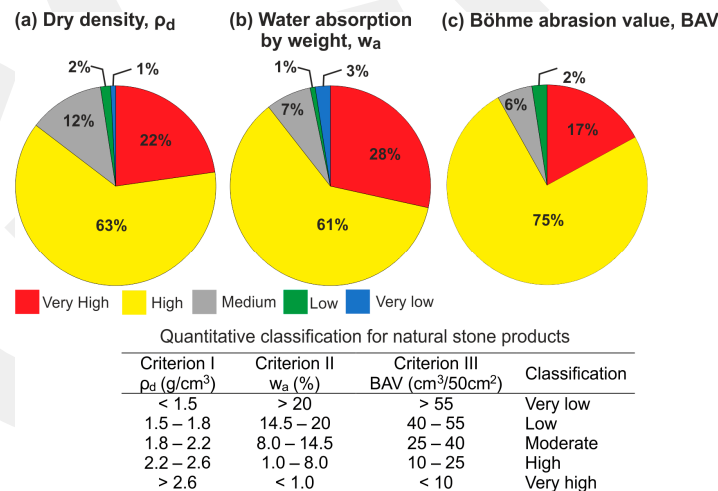 (a) Dry density, ρd
(b) Water absorption by weight, wa
(c) Böhme abrasion value, BAV
2%
1%
12%
22%
63%
1%
3%
7%
28%
61%
2%
6%
17%
75%
Very High
High
Medium
Low
Very low
Quantitative classification for natural stone products
Criterion I Criterion II Criterion III Classification
ρd (g/cm³) wa (%) BAV (cm³/50cm²)
< 1.5 > 20 > 55 Very low
1.5 – 1.8 14.5 – 20 40 – 55 Low
1.8 – 2.2 8.0 – 14.5 25 – 40 Moderate
2.2 – 2.6 1.0 – 8.0 10 – 25 High
> 2.6 < 1.0 < 10 Very high